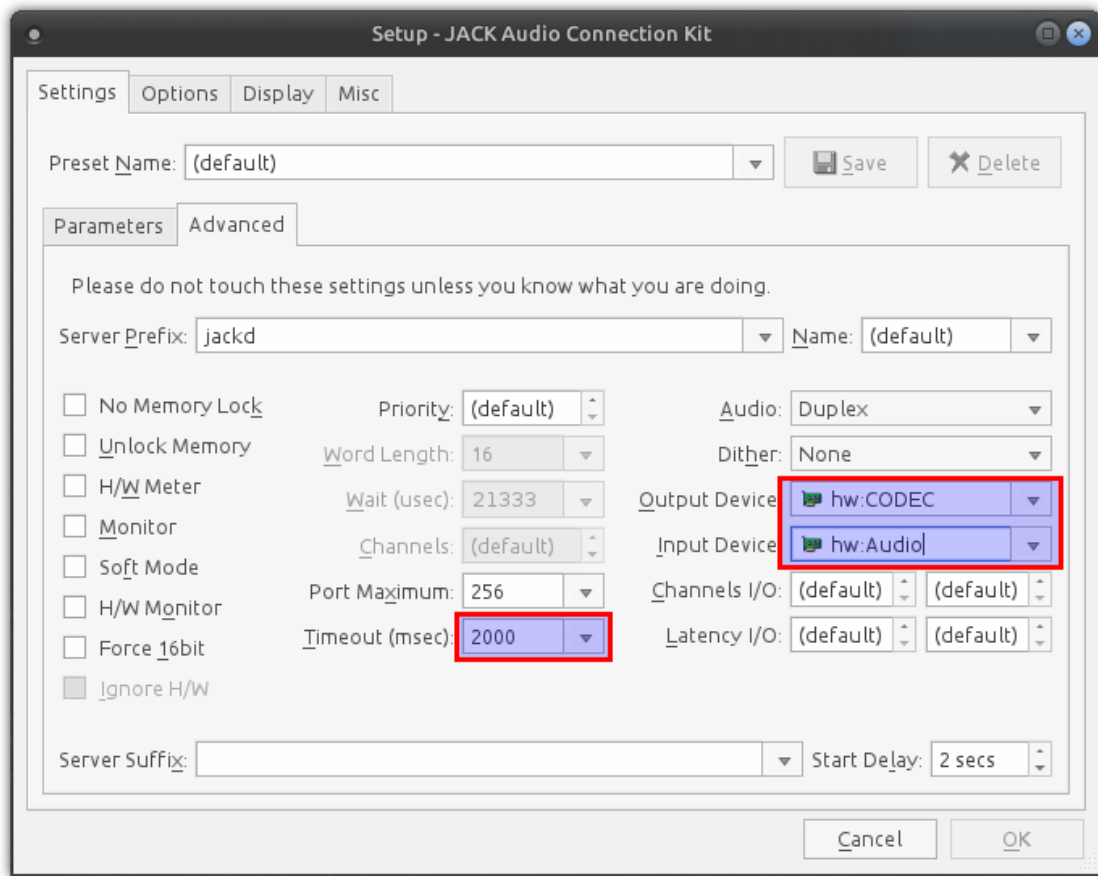 Setup - JACK Audio Connection Kit
Settings Options Display Misc
Preset Name: (default) Save Delete
Parameters Advanced
Please do not touch these settings unless you know what you are doing.
Server Prefix: jackd Name: (default)
No Memory Lock Priority: (default) Audio: Duplex
Unlock Memory Word Length: 16 Dither: None
H/W Meter Wait (usec): 21333 Output Device hw:CODEC
Monitor Channels: (default) Input Device hw:Audio
Soft Mode Port Maximum: 256 Channels I/O: (default) (default)
H/W Monitor Timeout (msec): 2000 Latency I/O: (default) (default)
Force 16bit
Ignore H/W
Server Suffix: Start Delay: 2 secs
Cancel OK